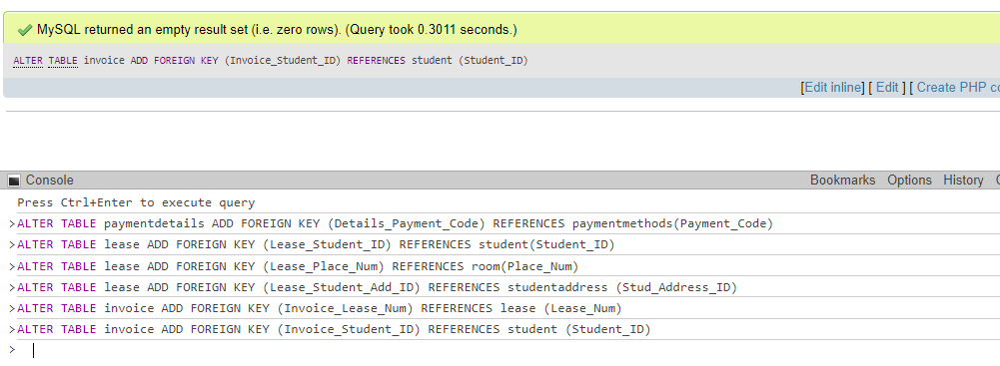 MySQL returned an empty result set (i.e. zero rows). (Query took 0.3011 seconds.)
ALTER TABLE invoice ADD FOREIGN KEY (Invoice_Student_ID) REFERENCES student (Student_ID)
[Edit inline] [ Edit ] [ Create PHP co
Console Bookmarks Options History
Press Ctrl+Enter to execute query
>ALTER TABLE paymentdetails ADD FOREIGN KEY (Details_Payment_Code) REFERENCES paymentmethods(Payment_Code)
>ALTER TABLE lease ADD FOREIGN KEY (Lease_Student_ID) REFERENCES student(Student_ID)
>ALTER TABLE lease ADD FOREIGN KEY (Lease_Place_Num) REFERENCES room(Place_Num)
>ALTER TABLE lease ADD FOREIGN KEY (Lease_Student_Add_ID) REFERENCES studentaddress (Stud_Address_ID)
>ALTER TABLE invoice ADD FOREIGN KEY (Invoice_Lease_Num) REFERENCES lease (Lease_Num)
>ALTER TABLE invoice ADD FOREIGN KEY (Invoice_Student_ID) REFERENCES student (Student_ID)
>